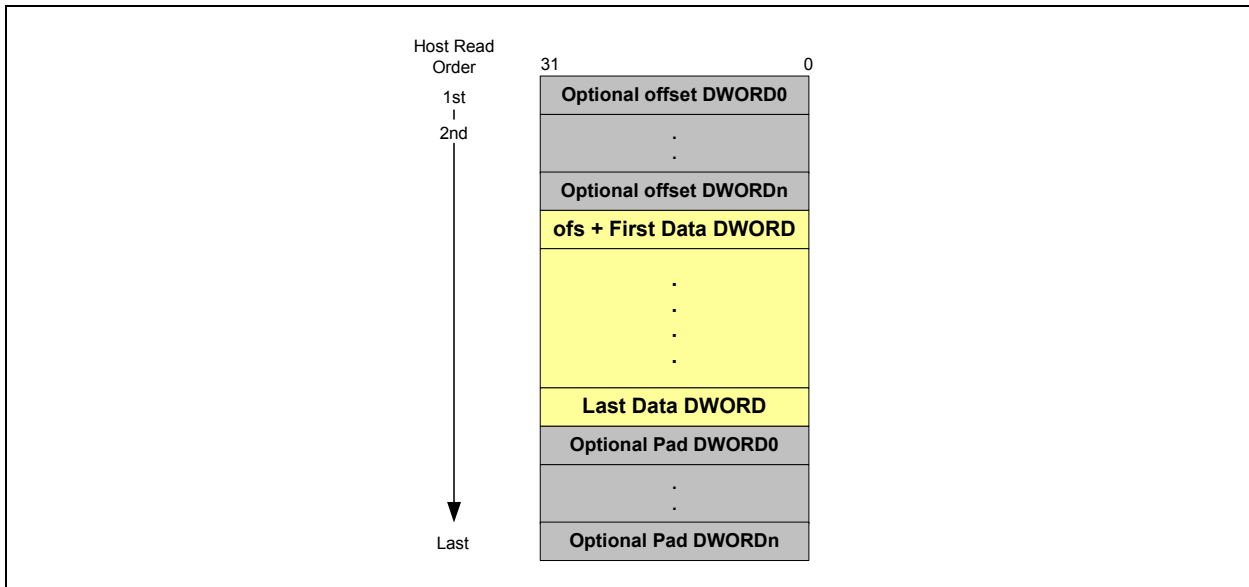 Host Read
Order
31 0
1st
Optional offset DWORD0
2nd
.
.
Optional offset DWORDn
ofs + First Data DWORD
.
.
.
.
Last Data DWORD
Optional Pad DWORD0
.
.
Last
Optional Pad DWORDn